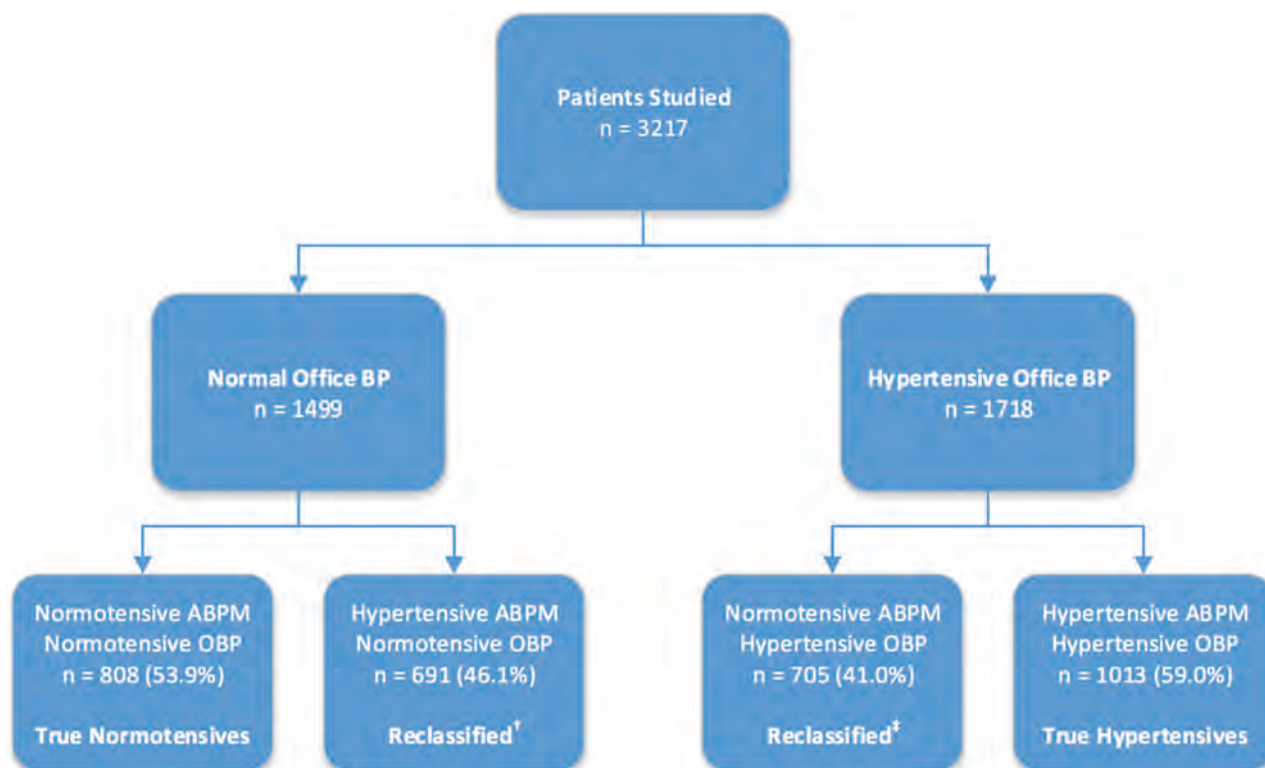 Patients Studied
n = 3217
Normal Office BP
n = 1499
Hypertensive Office BP
n = 1718
Normotensive ABPM
Normotensive OBP
n = 808 (53.9%)
True Normotensives
Hypertensive ABPM
Normotensive OBP
n = 691 (46.1%)
Reclassified†
Normotensive ABPM
Hypertensive OBP
n = 705 (41.0%)
Reclassified‡
Hypertensive ABPM
Hypertensive OBP
n = 1013 (59.0%)
True Hypertensives